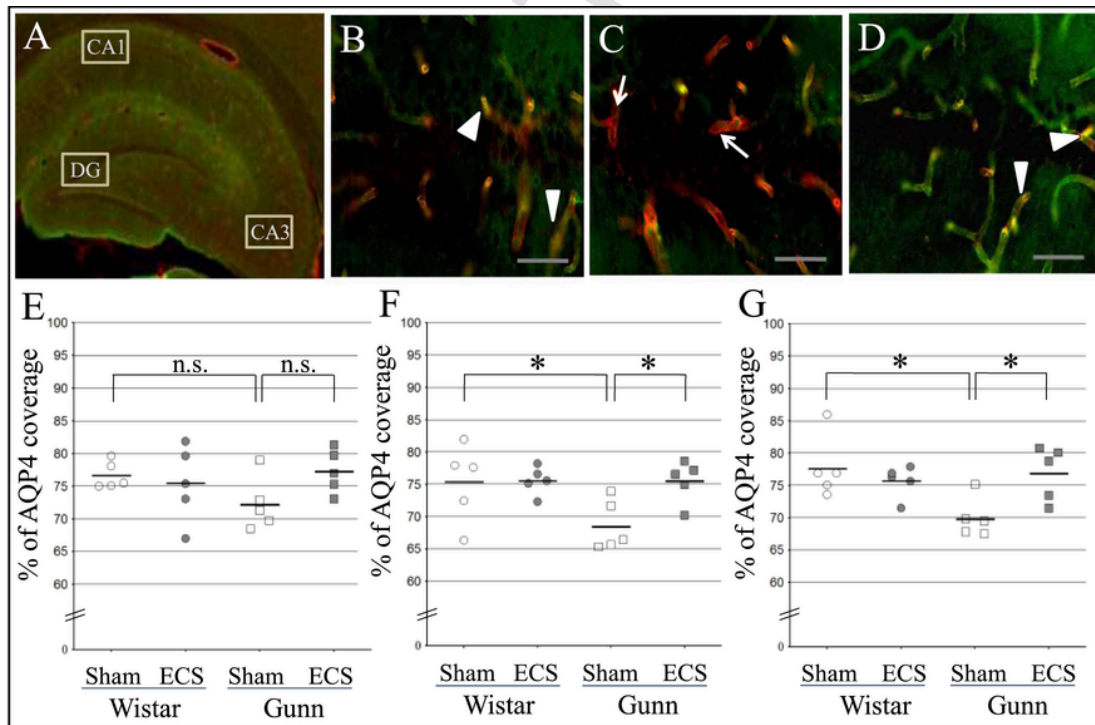 A
CA1
DG
CA3
B
C
D
E
% of AQP4 coverage
100
95
90
85
80
75
70
65
60
0
n.s.
n.s.
Sham ECS Sham ECS
Wistar Gunn
F
% of AQP4 coverage
100
95
90
85
80
75
70
65
60
0
*
*
Sham ECS Sham ECS
Wistar Gunn
G
% of AQP4 coverage
100
95
90
85
80
75
70
65
60
0
*
*
Sham ECS Sham ECS
Wistar Gunn